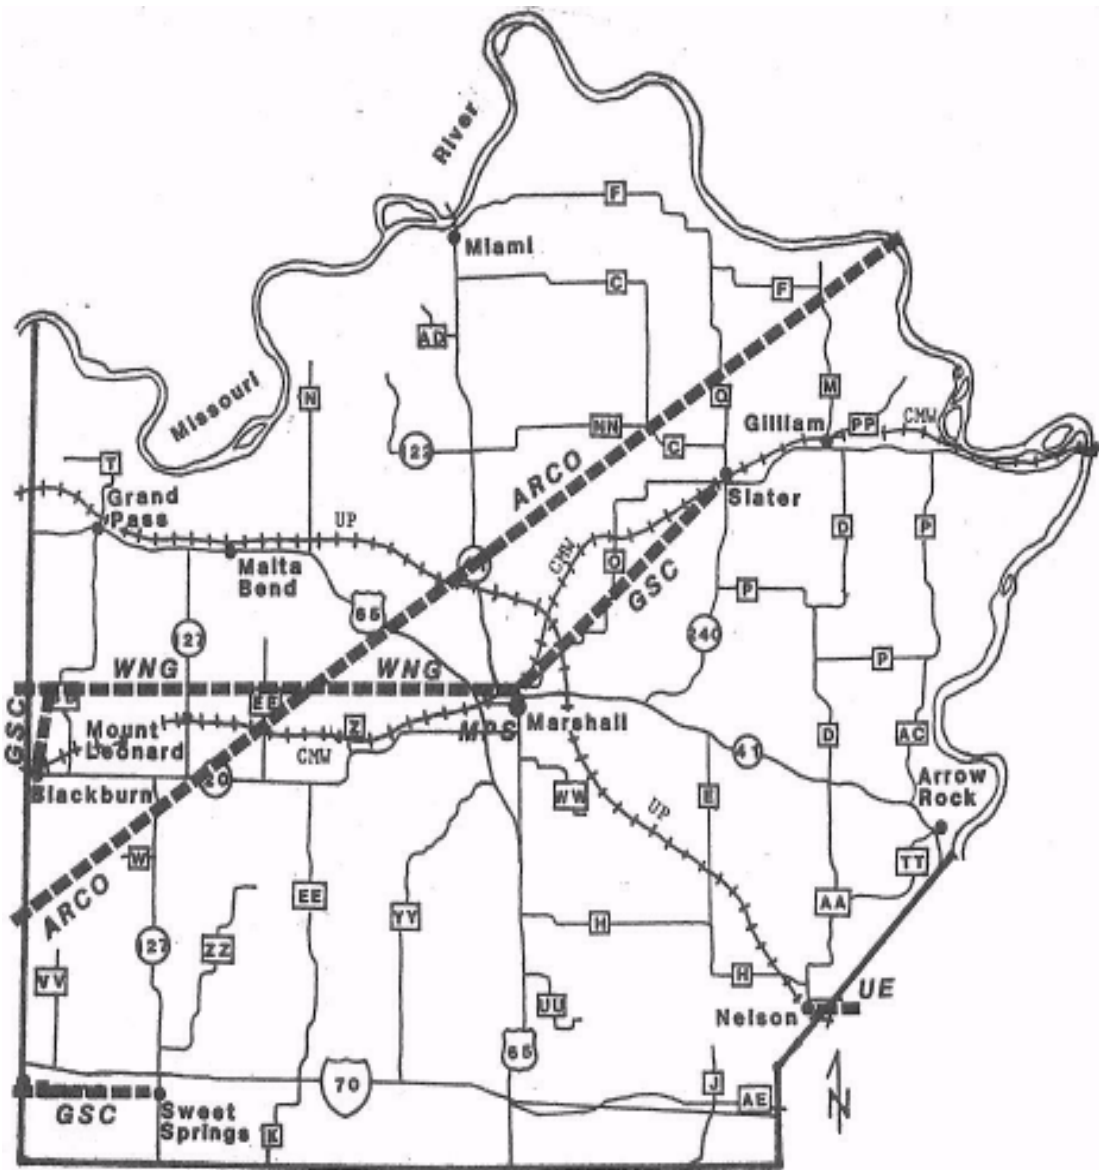 River
F
Miami
C
F
AD
Missouri
N
M
Q
Gilliam
PP
CMW
NN
C
122
T
Grand
Pass
ARCO
Slater
UP
CMW
O
GSC
D
P
Malta
Bend
P
65
127
240
P
WNG
WNG
EE
GSC
Mount
Leonard
Z
MPS
Marshall
CMW
D
AC
41
Blackburn
20
Arrow
Rock
WW
E
UP
W
TT
ARCO
EE
YY
AA
127
ZZ
H
VV
H
UE
UU
Nelson
65
70
J
AE
GSC
Sweet
Springs
K
N